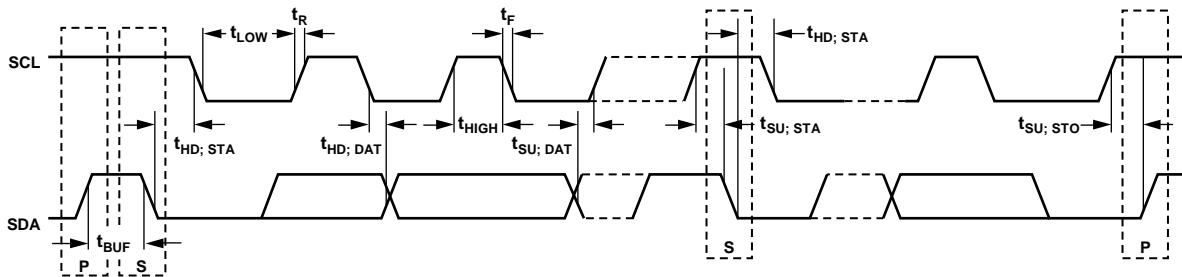 tR
tF
tLOW
tHD; STA
SCL
tHD; STA
tHD; DAT
tHIGH
tSU; DAT
tSU; STA
tSU; STO
SDA
tBUF
P
S
S
P